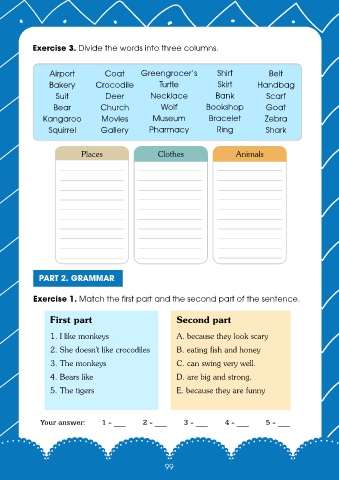 Exercise 3. Divide the words into three columns.
Airport Coat Greengrocer's Shirt Belt
Bakery Crocodile Turtle Skirt Handbag
Suit Deer Necklace Bank Scarf
Bear Church Wolf Bookshop Goat
Kangaroo Movies Museum Bracelet Zebra
Squirrel Gallery Pharmacy Ring Shark
Places Clothes Animals
PART 2. GRAMMAR
Exercise 1. Match the first part and the second part of the sentence.
First part Second part
1. I like monkeys A. because they look scary
2. She doesn't like crocodiles B. eating fish and honey
3. The monkeys C. can swing very well.
4. Bears like D. are big and strong.
5. The tigers E. because they are funny
Your answer: 1 - ___ 2 - ___ 3 - ___ 4 - ___ 5 - ___
99